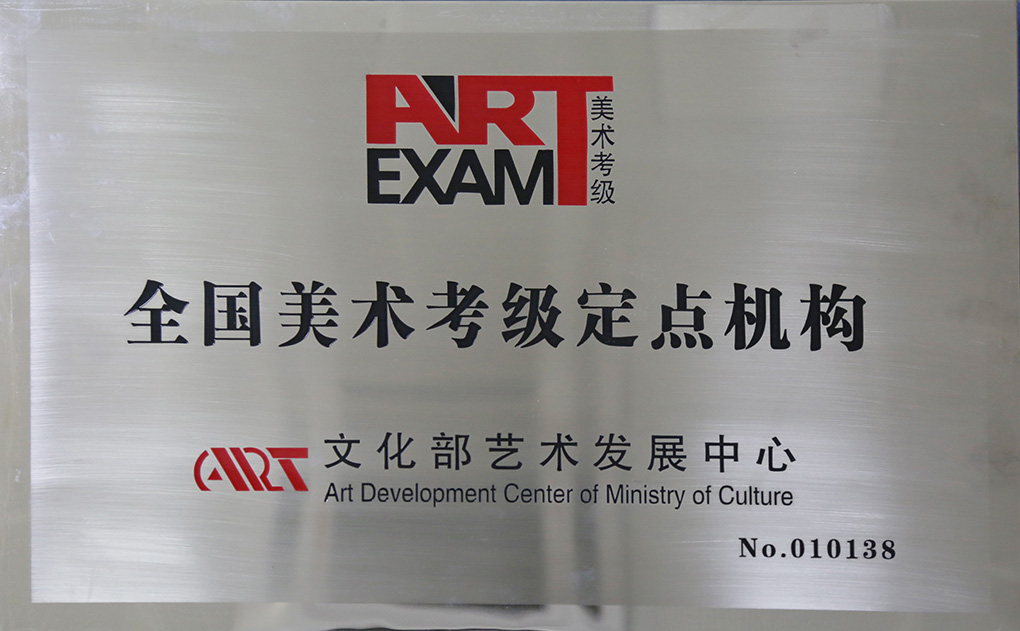 ART
EXAM
美术考级
全国美术考级定点机构
ART
文化部艺术发展中心
Art Development Center of Ministry of Culture
No.010138